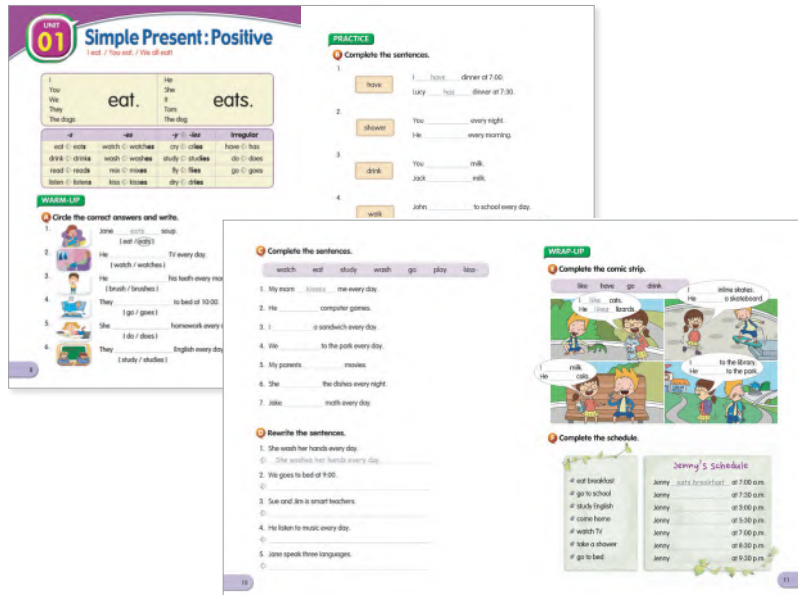 UNIT
01
Simple Present : Positive
I eat. / You eat. / We all eat!
I
You
We
They
The dogs
eat.
He
She
It
Tom
The dog
eats.
-s -es -y -ies Irregular
eat eats watch watches cry cries have has
drink drinks wash washes study studies do does
read reads mix mixes fly flies go goes
listen listens kiss kisses dry dries
WARM-UP
A Circle the correct answers and write.
1. Jane eats soup.
( eat / eats )
2. He TV every day.
( watch / watches )
3. He his teeth every mor
( brush / brushes )
4. They to bed at 10:00.
( go / goes )
5. She homework every
( do / does )
6. They English every day
( study / studies )
8
PRACTICE
B Complete the sentences.
1.
have
I have dinner at 7:00.
Lucy has dinner at 7:30.
2.
shower
You every night.
He every morning.
3.
drink
You milk.
Jack milk.
4.
walk
John to school every day.
C Complete the sentences.
watch eat study wash go play kiss
1. My mom kisses me every day.
2. He computer games.
3. I a sandwich every day.
4. We to the park every day.
5. My parents movies.
6. She the dishes every night.
7. Jake math every day.
D Rewrite the sentences.
1. She wash her hands every day.
She washes her hands every day.
2. We goes to bed at 9:00.
3. Sue and Jim is smart teachers.
4. He listen to music every day.
5. Jane speak three languages.
10
WRAP-UP
E Complete the comic strip.
like have go drink
I like cats.
He likes lizards.
I inline skates.
He a skateboard.
I milk.
He cola.
I to the library.
He to the park.
F Complete the schedule.
eat breakfast
go to school
study English
come home
watch TV
take a shower
go to bed
Jenny's Schedule
Jenny eats breakfast at 7:00 a.m.
Jenny at 7:30 a.m.
Jenny at 3:00 p.m.
Jenny at 5:30 p.m.
Jenny at 7:00 p.m.
Jenny at 8:30 p.m.
Jenny at 9:30 p.m.
11